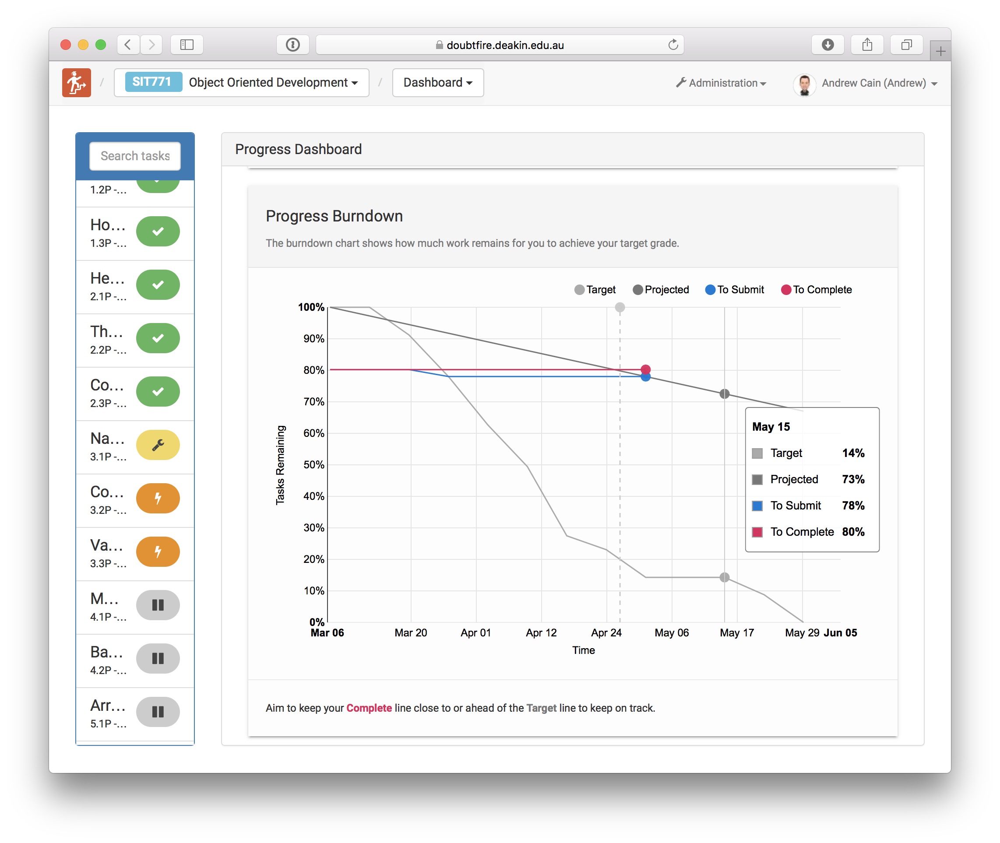 doubtfire.deakin.edu.au
/ SIT771 Object Oriented Development / Dashboard Administration Andrew Cain (Andrew)
Search tasks
1.2P -...
Ho...
1.3P -...
He...
2.1P -...
Th...
2.2P -...
Co...
2.3P -...
Na...
3.1P -...
Co...
3.2P -...
Va...
3.3P -...
M...
4.1P -...
Ba...
4.2P -...
Arr...
5.1P -...
Progress Dashboard
Progress Burndown
The burndown chart shows how much work remains for you to achieve your target grade.
Target Projected To Submit To Complete
100%
90%
80%
70%
60%
50%
40%
30%
20%
10%
0%
Tasks Remaining
Mar 06 Mar 20 Apr 01 Apr 12 Apr 24 May 06 May 17 May 29 Jun 05
Time
May 15
Target 14%
Projected 73%
To Submit 78%
To Complete 80%
Aim to keep your Complete line close to or ahead of the Target line to keep on track.